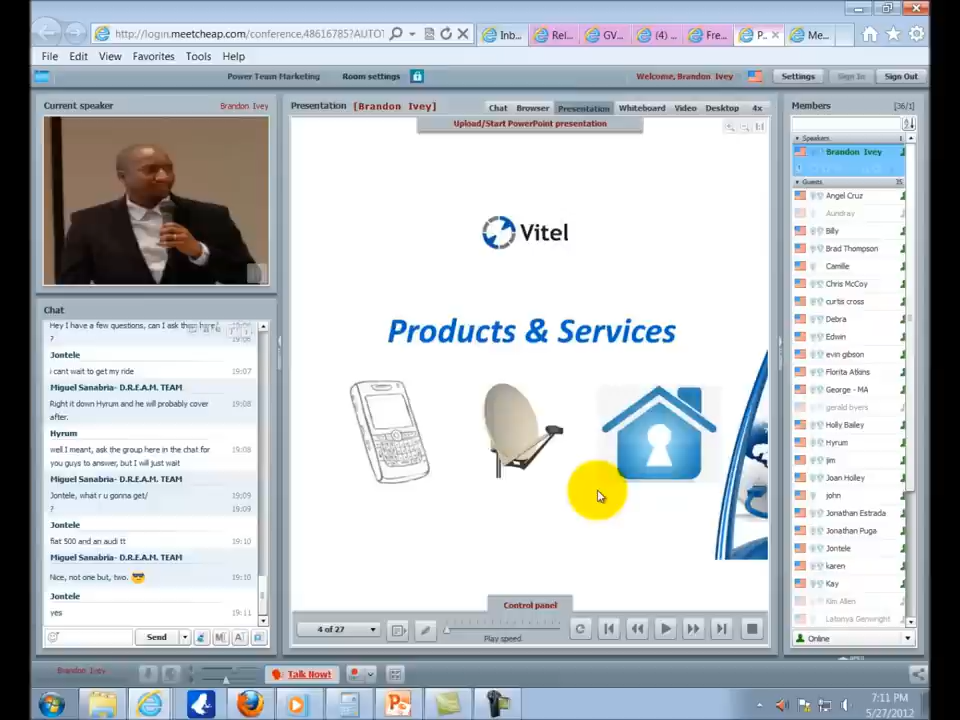 http://login.meetcheap.com/conference,48616785?AUTO1
Inb...
Rel...
GV...
(4) ...
Fre...
P...
Me...
File Edit View Favorites Tools Help
Power Team Marketing
Room settings
Welcome, Brandon Ivey
Settings
Sign In
Sign Out
Current speaker
Brandon Ivey
Presentation [Brandon Ivey]
Chat Browser Presentation Whiteboard Video Desktop 4x
Upload/Start PowerPoint presentation
Vitel
Products & Services
Control panel
4 of 27
Play speed
Chat
Hey I have a few questions, can I ask them here?
19:06
Jontele
i cant wait to get my ride 19:07
Miguel Sanabria- D.R.E.A.M. TEAM
Right it down Hyrum and he will probably cover 19:08
after.
Hyrum
well I meant, ask the group here in the chat for 19:08
you guys to answer, but I will just wait
Miguel Sanabria- D.R.E.A.M. TEAM
Jontele, what r u gonna get/ 19:09
? 19:09
Jontele
fiat 500 and an audi tt 19:10
Miguel Sanabria- D.R.E.A.M. TEAM
Nice, not one but, two. 19:10
Jontele
yes 19:11
Send
Members [36/1]
Speakers 1
Brandon Ivey
Guests 35
Angel Cruz
Aundray
Billy
Brad Thompson
Camille
Chris McCoy
curtis cross
Debra
Edwin
evin gibson
Florita Atkins
George - MA
gerald byers
Holly Bailey
Hyrum
jim
Joan Holley
john
Jonathan Estrada
Jonathan Puga
Jontele
karen
Kay
Kim Allen
Latonya Genwright
Online
Brandon Ivey
Talk Now!
7:11 PM
5/27/2012